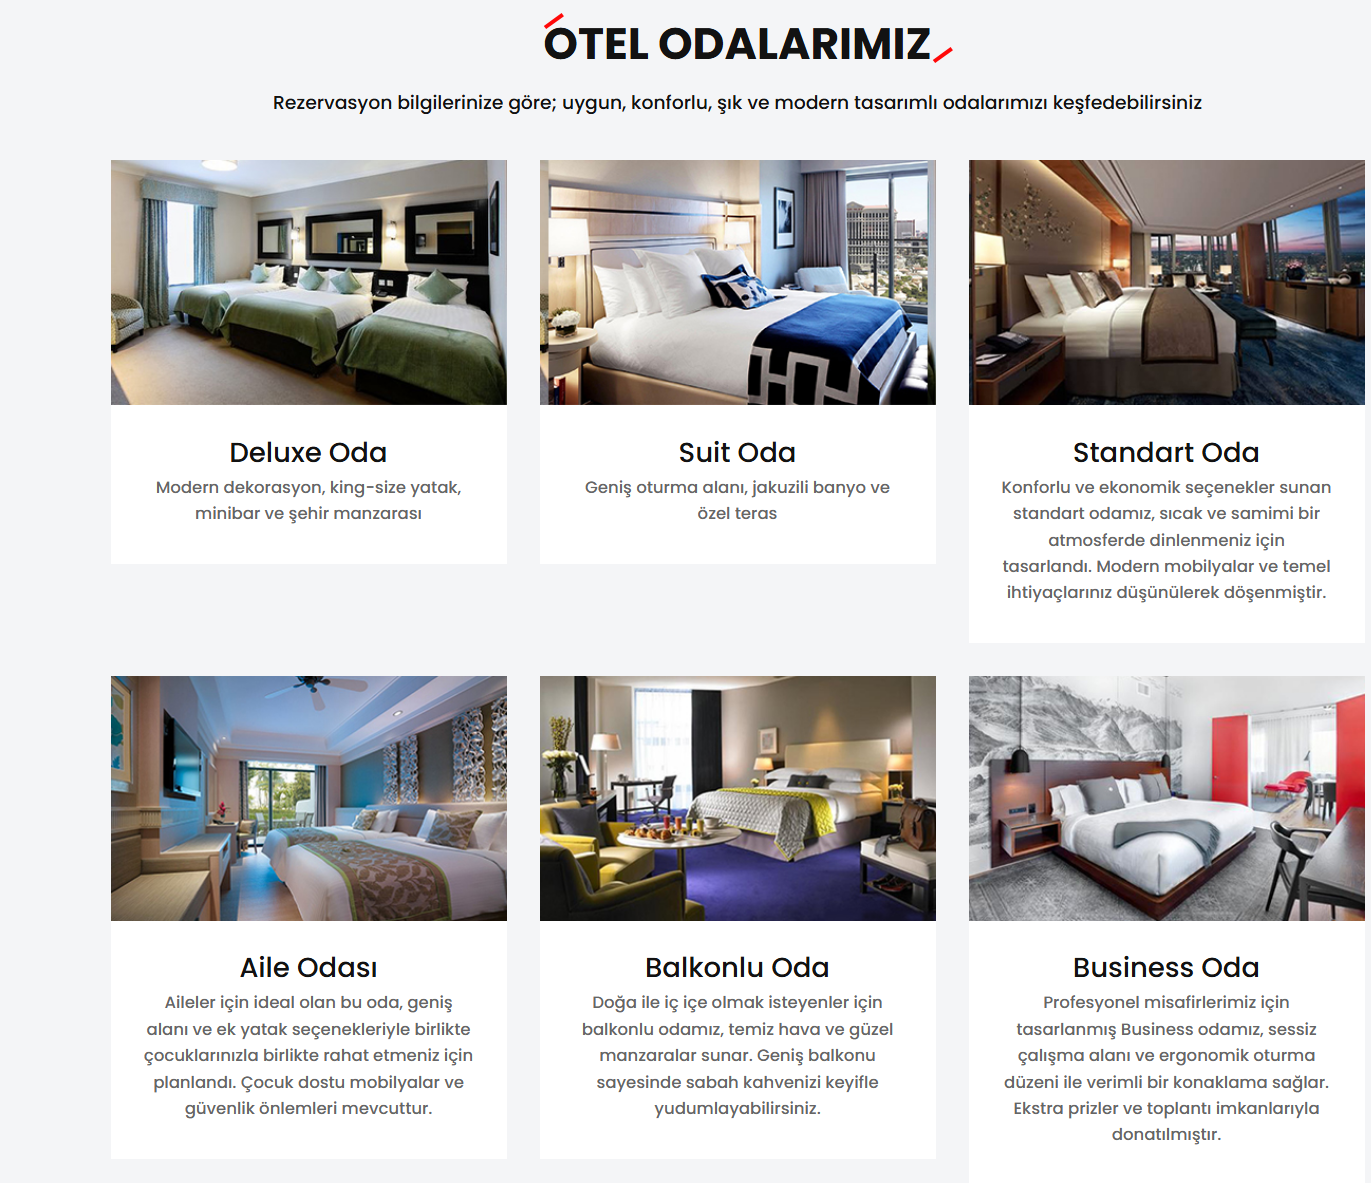 OTEL ODALARIMIZ
Rezervasyon bilgilerinize göre; uygun, konforlu, şık ve modern tasarımlı odalarımızı keşfedebilirsiniz
Deluxe Oda
Modern dekorasyon, king-size yatak,
minibar ve şehir manzarası
Suit Oda
Geniş oturma alanı, jakuzili banyo ve
özel teras
Standart Oda
Konforlu ve ekonomik seçenekler sunan
standart odamız, sıcak ve samimi bir
atmosferde dinlenmeniz için
tasarlandı. Modern mobilyalar ve temel
ihtiyaçlarınız düşünülerek döşenmiştir.
Aile Odası
Aileler için ideal olan bu oda, geniş
alanı ve ek yatak seçenekleriyle birlikte
çocuklarınızla birlikte rahat etmeniz için
planlandı. Çocuk dostu mobilyalar ve
güvenlik önlemleri mevcuttur.
Balkonlu Oda
Doğa ile iç içe olmak isteyenler için
balkonlu odamız, temiz hava ve güzel
manzaralar sunar. Geniş balkonu
sayesinde sabah kahvenizi keyifle
yudumlayabilirsiniz.
Business Oda
Profesyonel misafirlerimiz için
tasarlanmış Business odamız, sessiz
çalışma alanı ve ergonomik oturma
düzeni ile verimli bir konaklama sağlar.
Ekstra prizler ve toplantı imkanlarıyla
donatılmıştır.